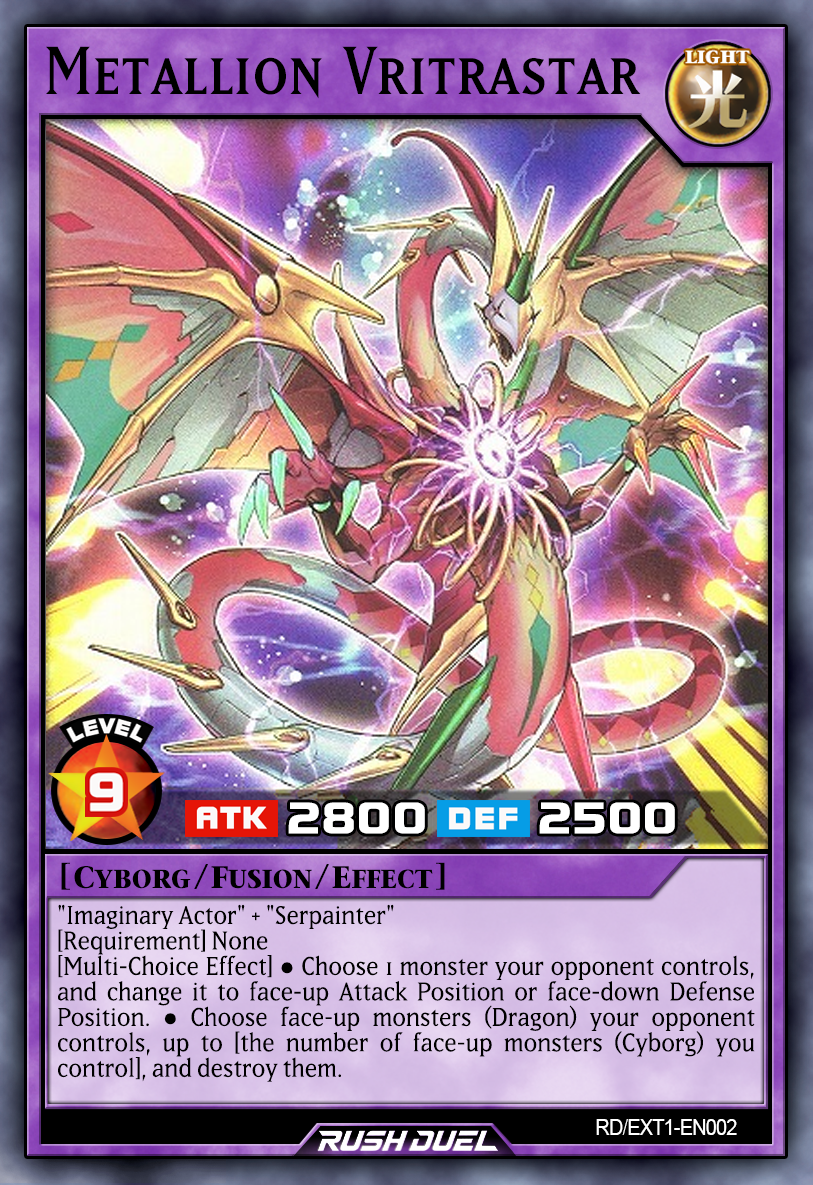 Metallion Vritrastar
LIGHT
光
LEVEL
9
ATK 2800 DEF 2500
[Cyborg/Fusion/Effect]
"Imaginary Actor" + "Serpainter"
[Requirement] None
[Multi-Choice Effect] ● Choose 1 monster your opponent controls,
and change it to face-up Attack Position or face-down Defense
Position. ● Choose face-up monsters (Dragon) your opponent
controls, up to [the number of face-up monsters (Cyborg) you
control], and destroy them.
RD/EXT1-EN002
RUSH DUEL